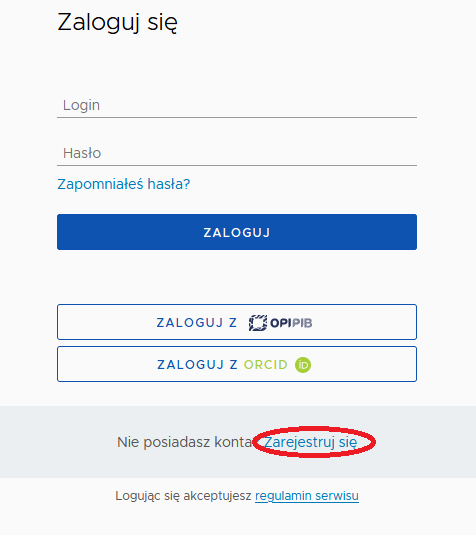 Zaloguj się
Login
Hasło
Zapomniałeś hasła?
ZALOGUJ
ZALOGUJ Z OPIPIB
ZALOGUJ Z ORCID iD
Nie posiadasz konta Zarejestruj się
Logując się akceptujesz regulamin serwisu